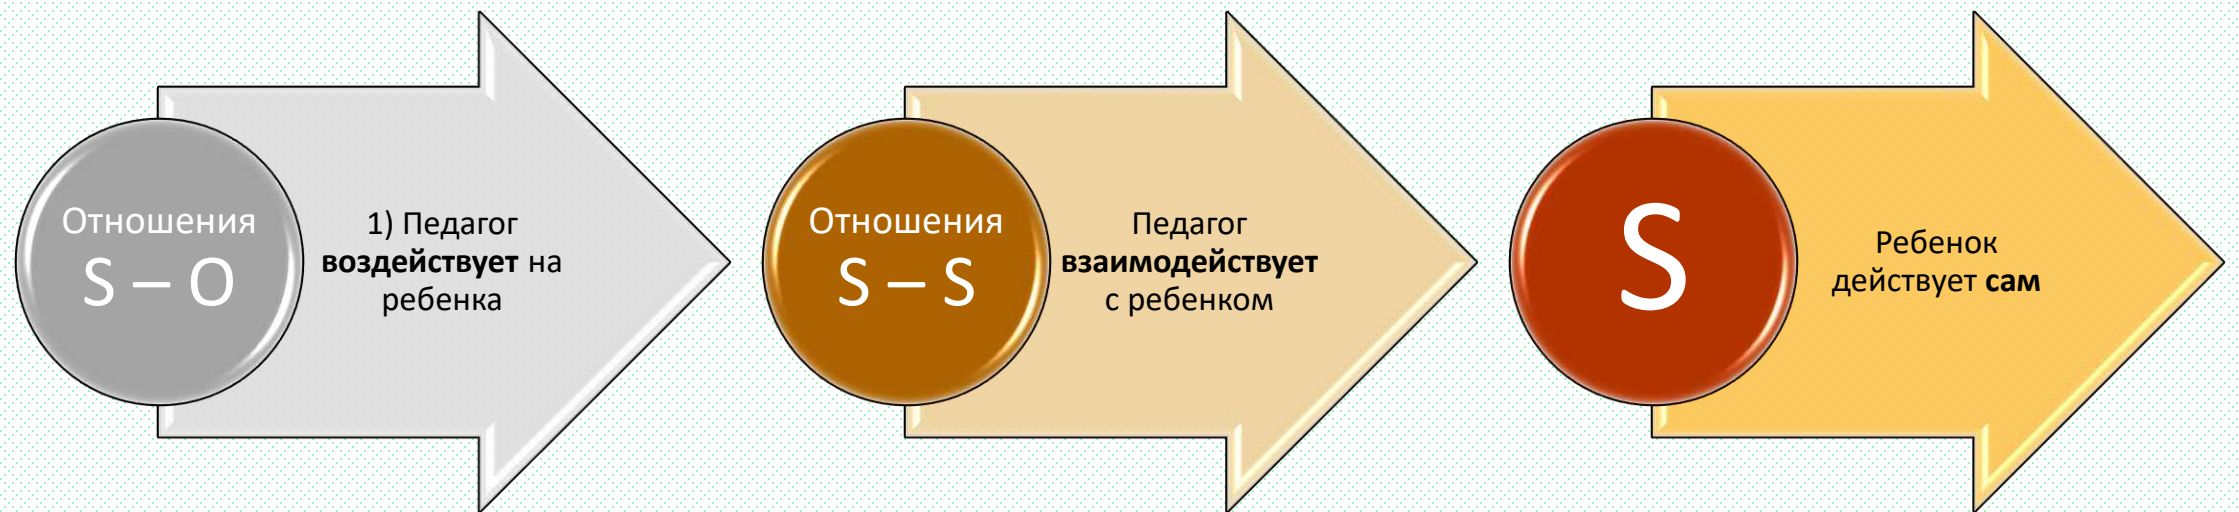 Отношения
S – O
1) Педагог
воздействует на
ребенка
Отношения
S – S
Педагог
взаимодействует
с ребенком
S
Ребенок
действует сам